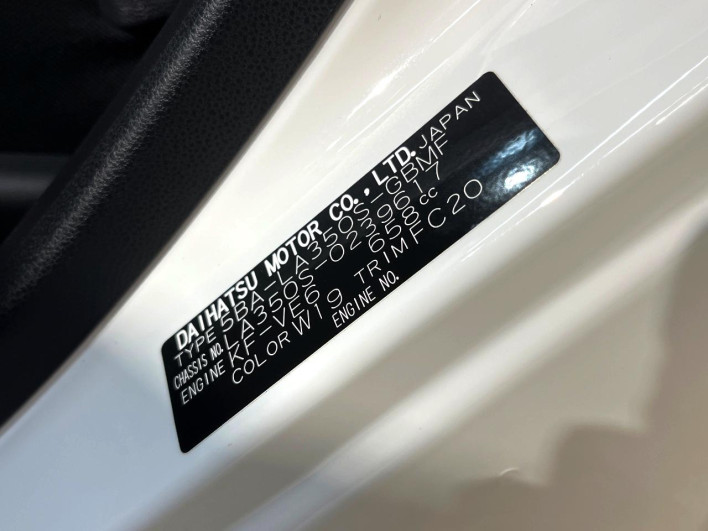 DAIHATSU MOTOR CO., LTD. JAPAN
TYPE 5BA-LA350S-GBMF
CHASSIS NO. LA350S-0239617
ENGINE KF-VE6 658cc
COLOR W19 TRIM FC20
ENGINE NO.